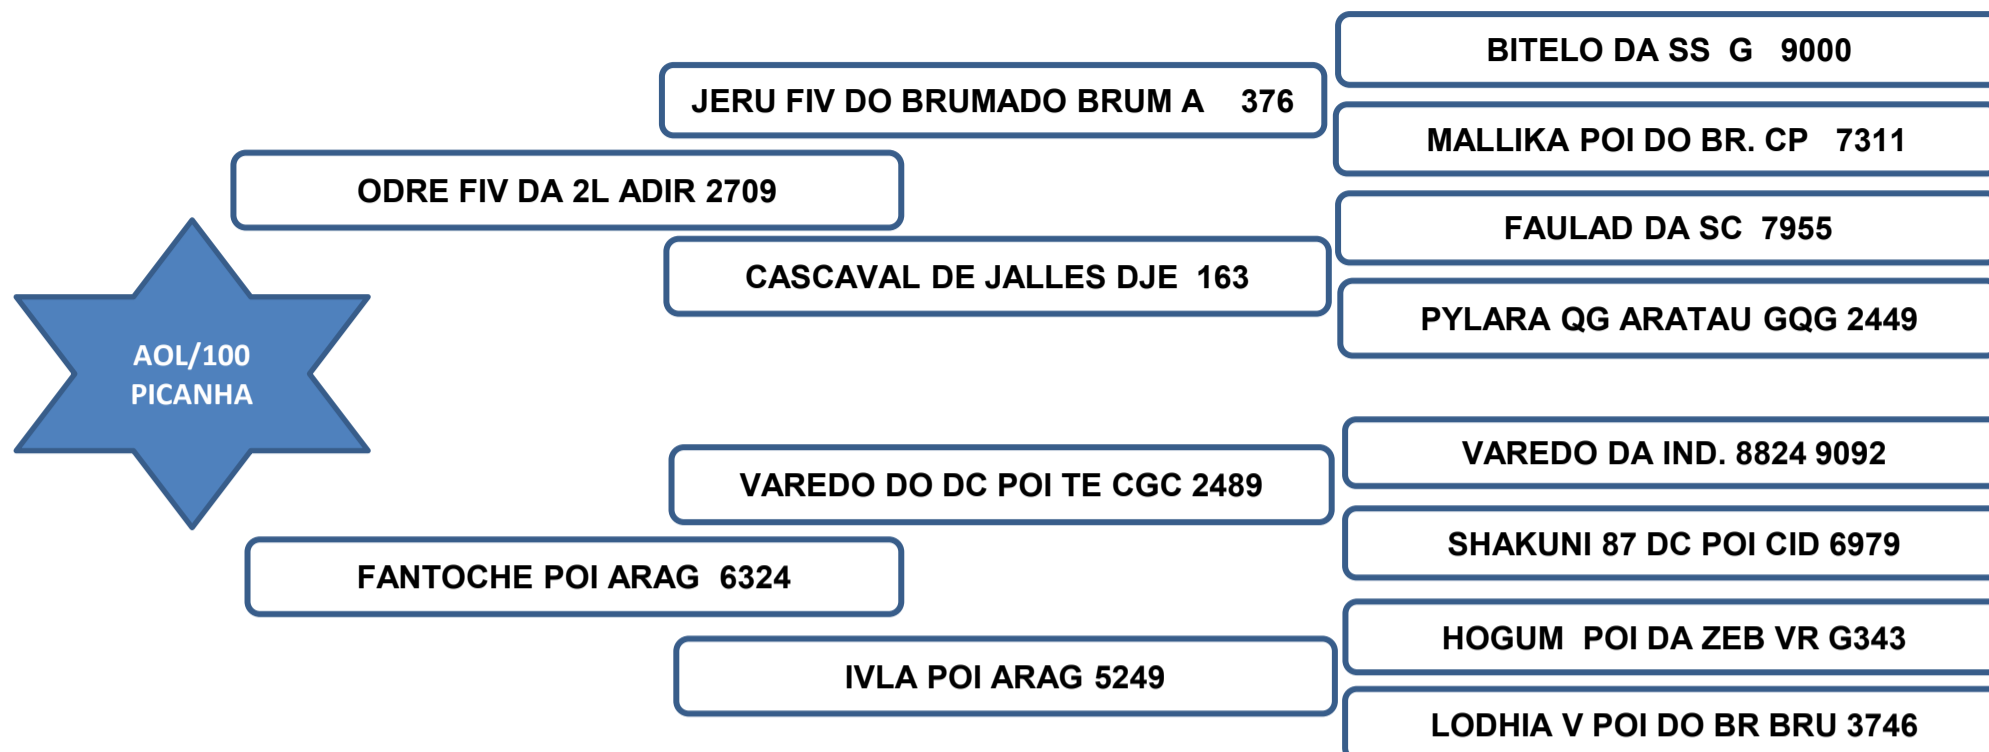 BITELO DA SS  G   9000
JERU FIV DO BRUMADO BRUM A    376
MALLIKA POI DO BR. CP   7311
ODRE FIV DA 2L ADIR 2709
FAULAD DA SC  7955
CASCAVAL DE JALLES DJE  163
PYLARA QG ARATAU GQG 2449
AOL/100
PICANHA
VAREDO DA IND. 8824 9092
VAREDO DO DC POI TE CGC 2489
SHAKUNI 87 DC POI CID 6979
FANTOCHE POI ARAG  6324
HOGUM  POI DA ZEB VR G343
IVLA POI ARAG 5249
LODHIA V POI DO BR BRU 3746